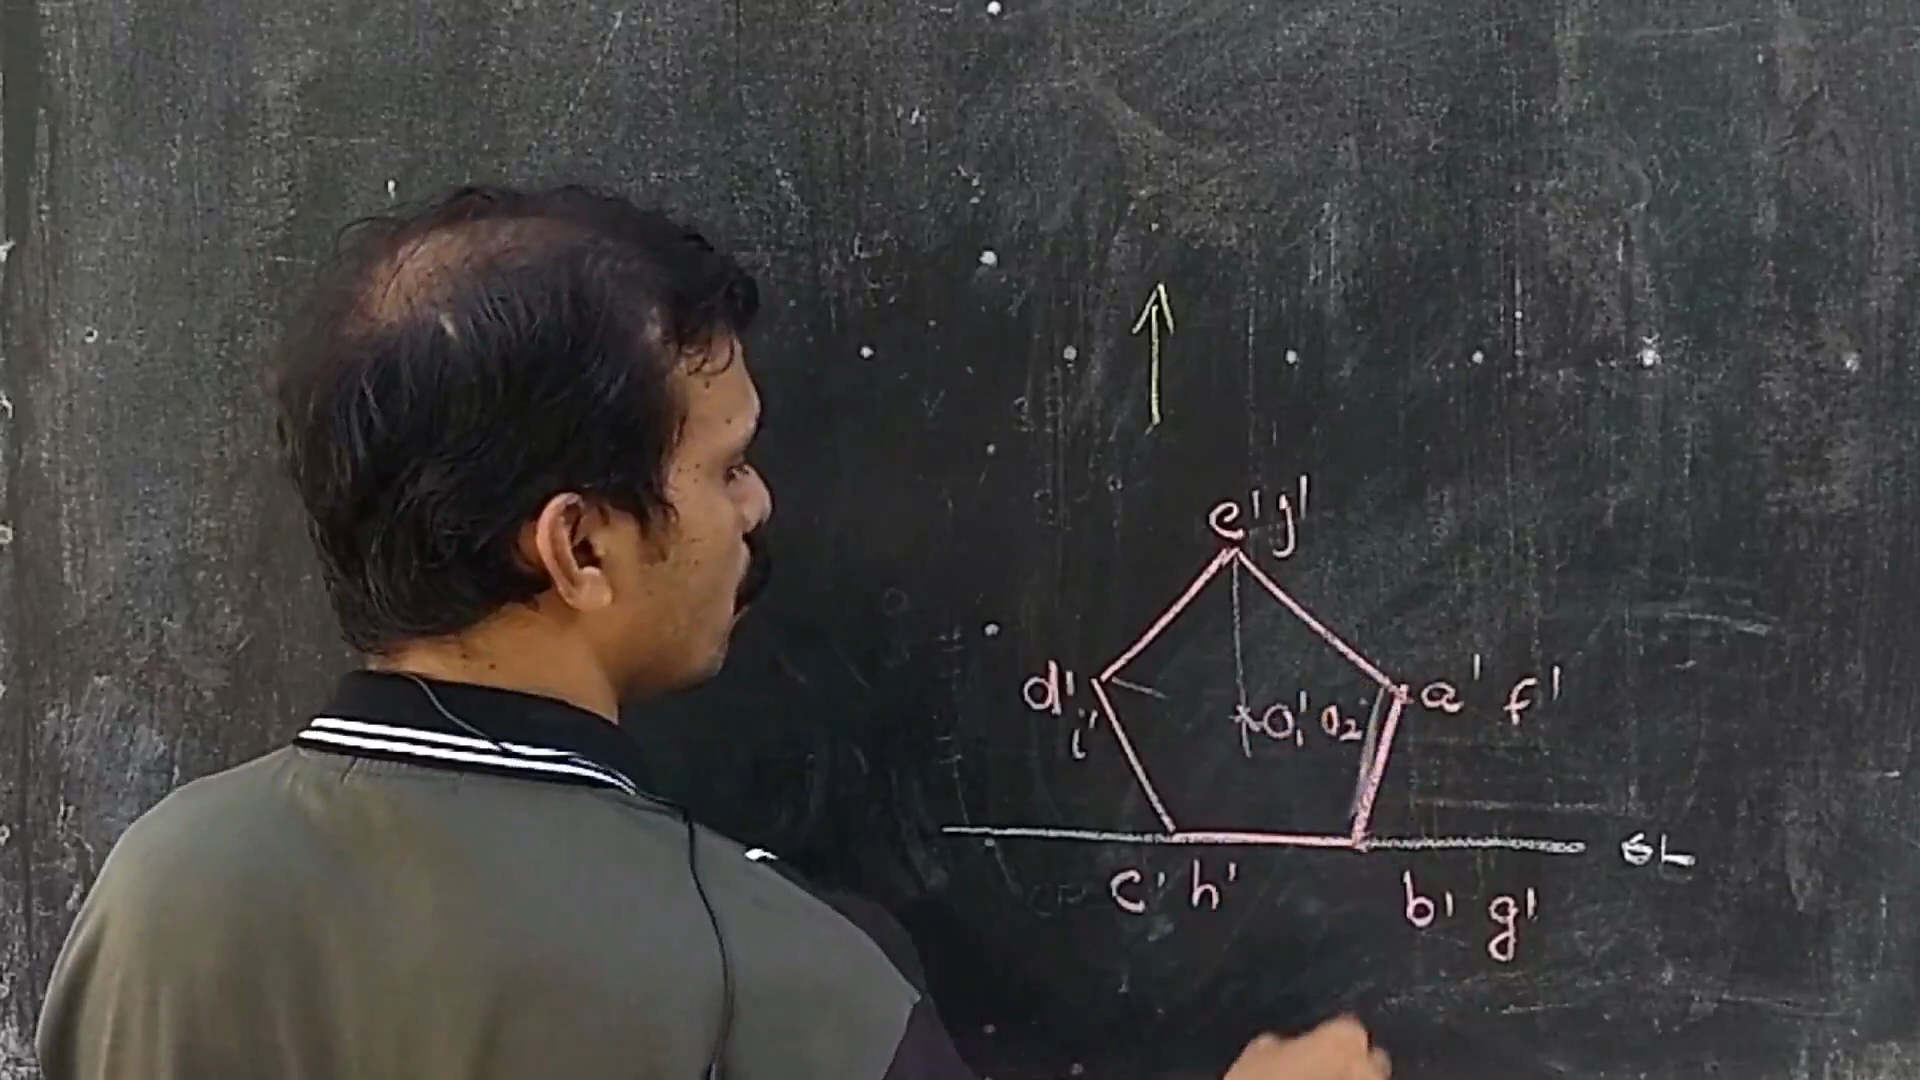 e' j'
d' a' f'
i' o₁' o₂
GL
c' h' b' g'